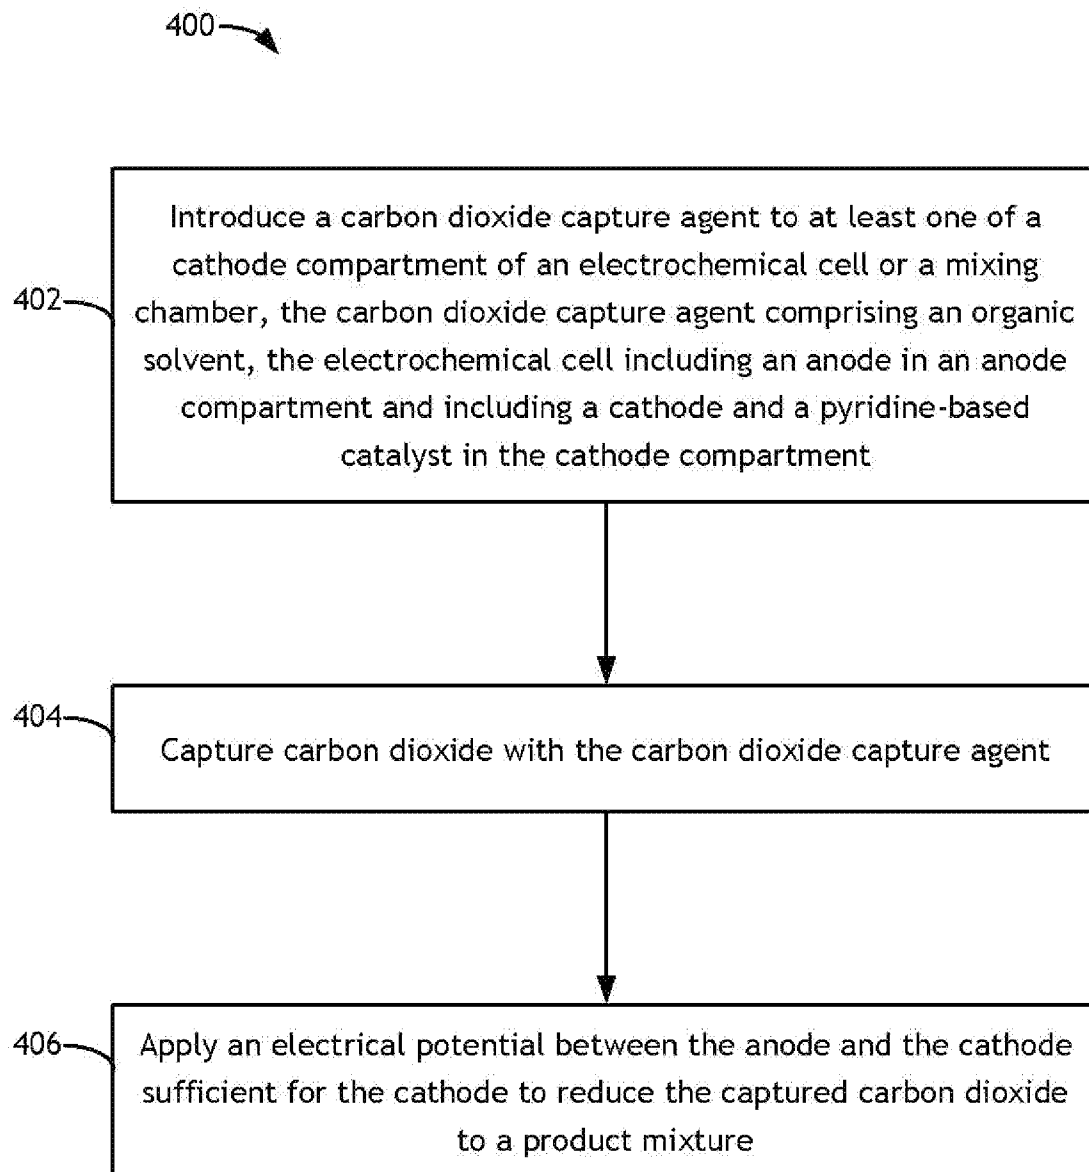 400
402
Introduce a carbon dioxide capture agent to at least one of a
cathode compartment of an electrochemical cell or a mixing
chamber, the carbon dioxide capture agent comprising an organic
solvent, the electrochemical cell including an anode in an anode
compartment and including a cathode and a pyridine-based
catalyst in the cathode compartment
404
Capture carbon dioxide with the carbon dioxide capture agent
406
Apply an electrical potential between the anode and the cathode
sufficient for the cathode to reduce the captured carbon dioxide
to a product mixture